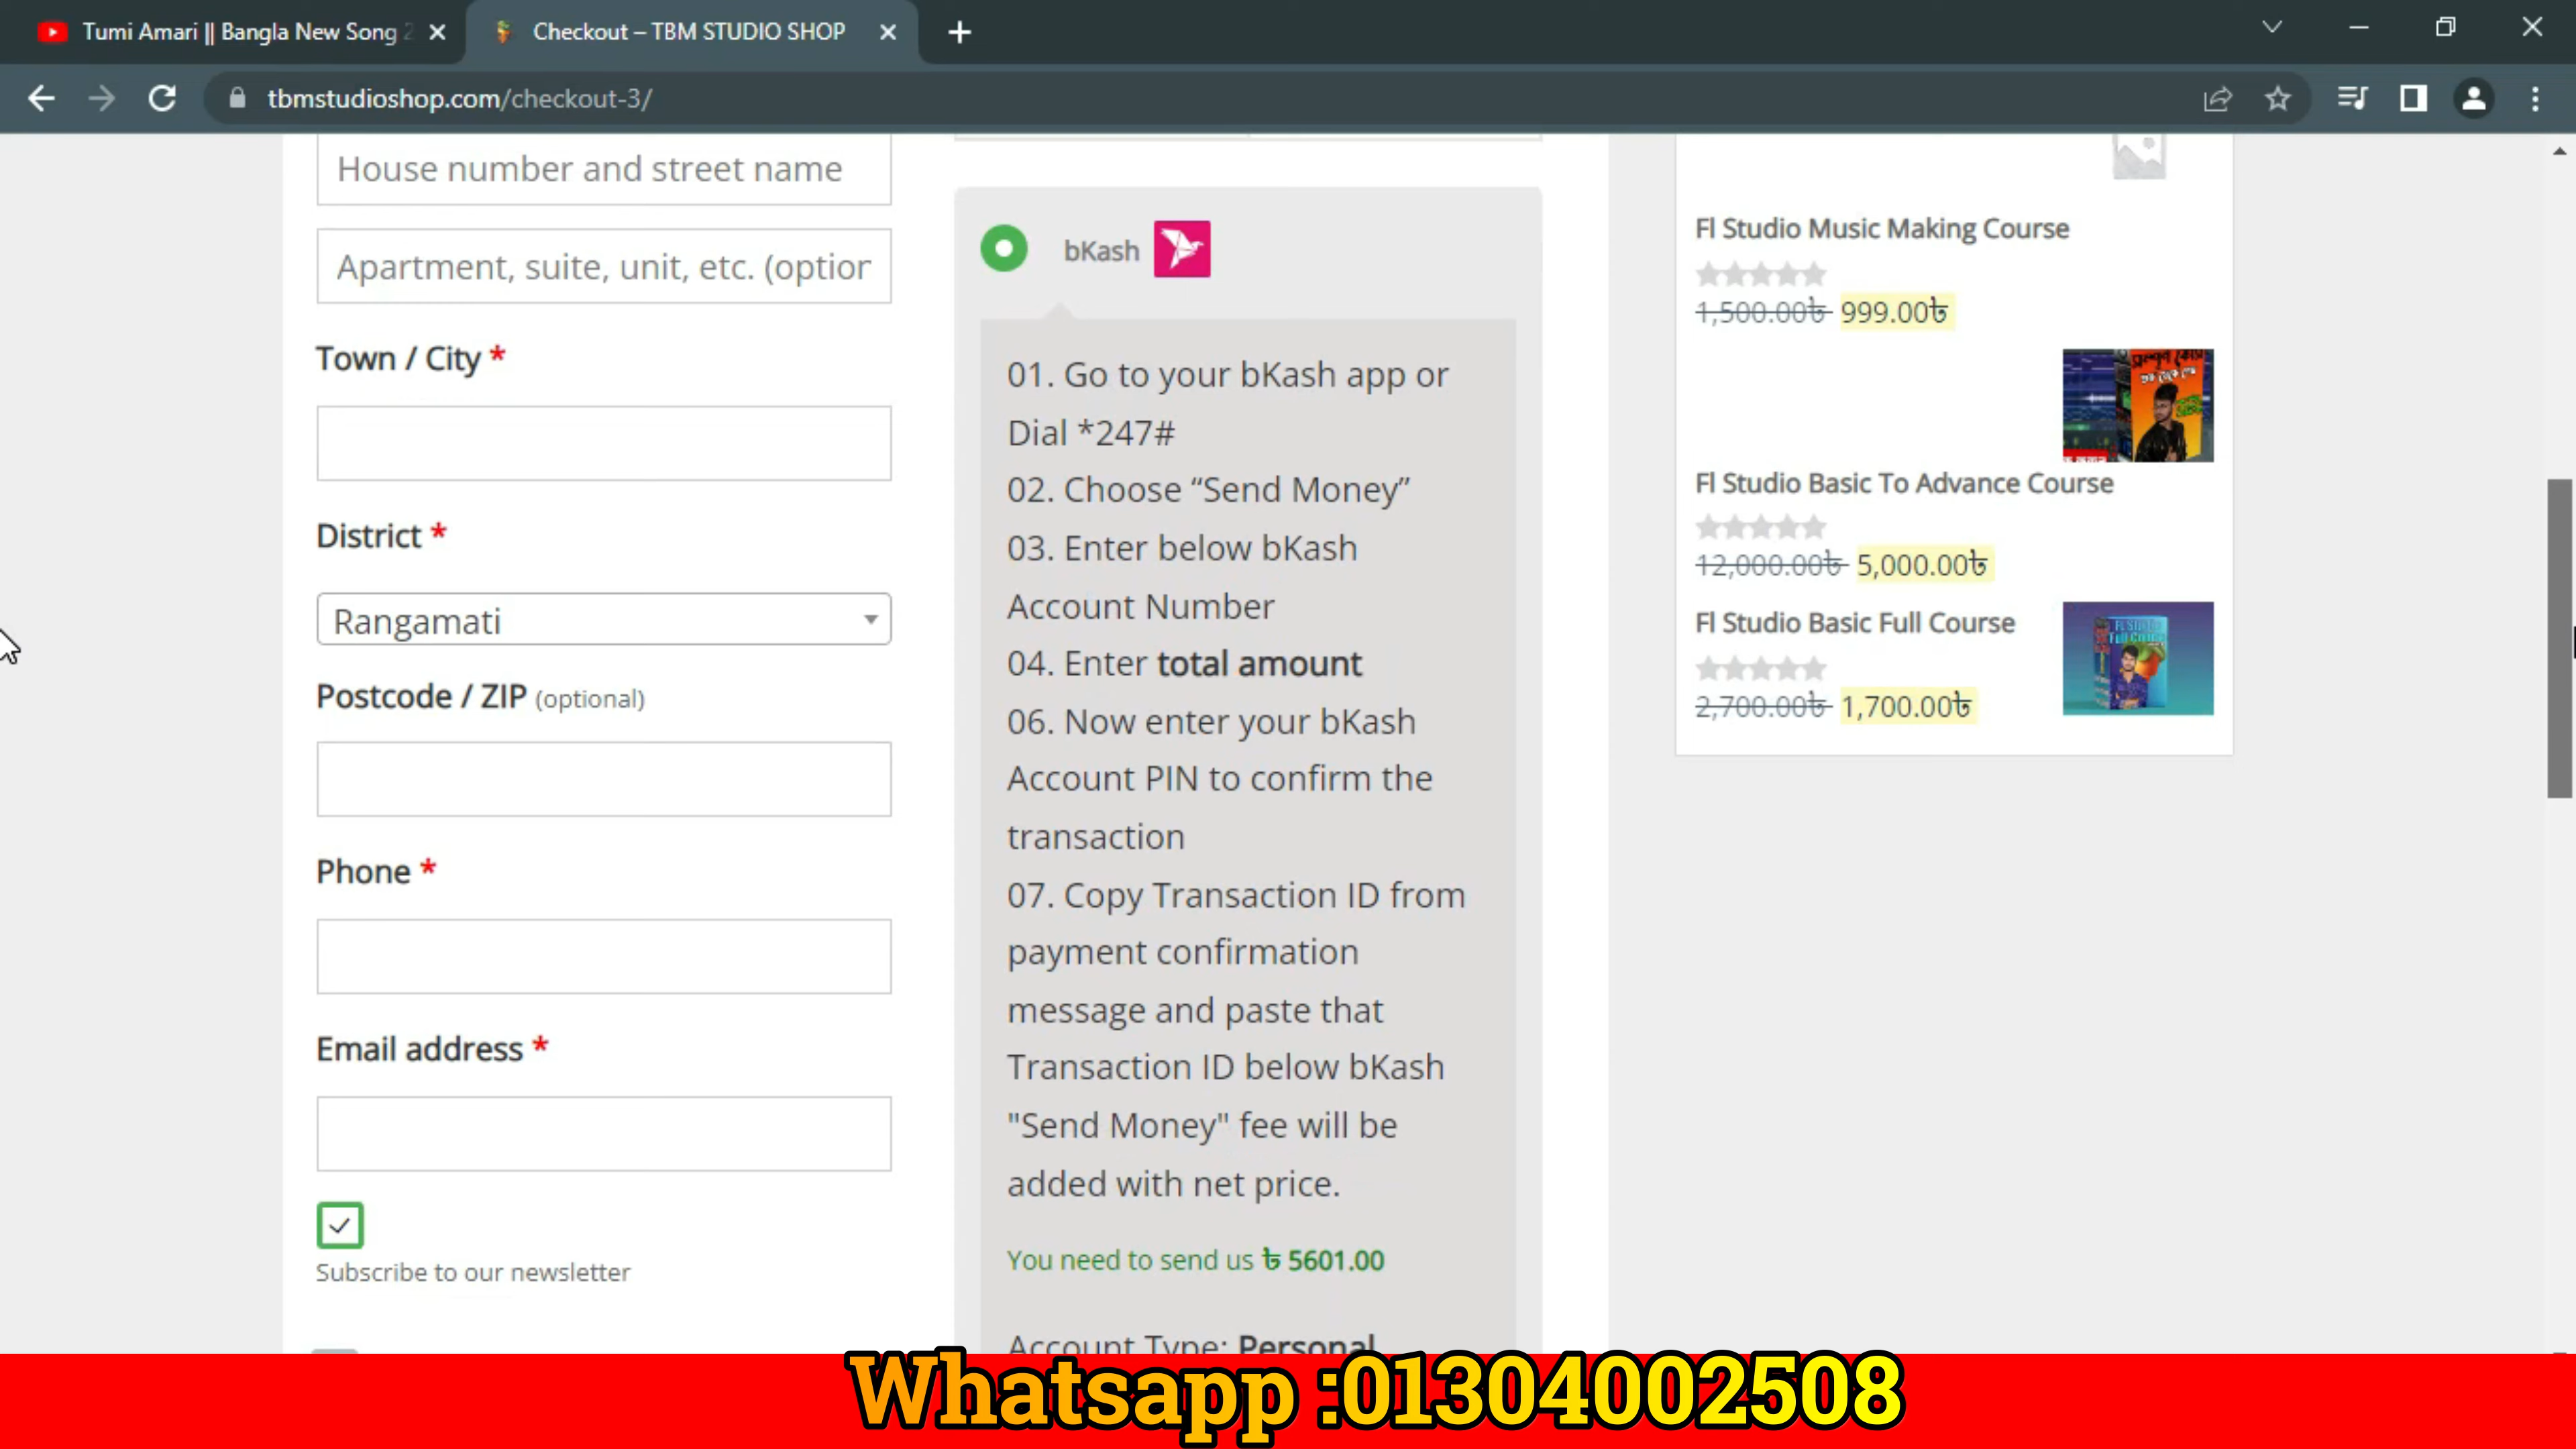 Tumi Amari || Bangla New Song 2
Checkout – TBM STUDIO SHOP
tbmstudioshop.com/checkout-3/
House number and street name
Apartment, suite, unit, etc. (optior
Town / City *
District *
Rangamati
Postcode / ZIP (optional)
Phone *
Email address *
Subscribe to our newsletter
bKash
01. Go to your bKash app or
Dial *247#
02. Choose “Send Money”
03. Enter below bKash
Account Number
04. Enter total amount
06. Now enter your bKash
Account PIN to confirm the
transaction
07. Copy Transaction ID from
payment confirmation
message and paste that
Transaction ID below bKash
"Send Money" fee will be
added with net price.
You need to send us ৳ 5601.00
Account Type: Personal
Fl Studio Music Making Course
1,500.00৳ 999.00৳
Fl Studio Basic To Advance Course
12,000.00৳ 5,000.00৳
Fl Studio Basic Full Course
2,700.00৳ 1,700.00৳
Whatsapp :01304002508